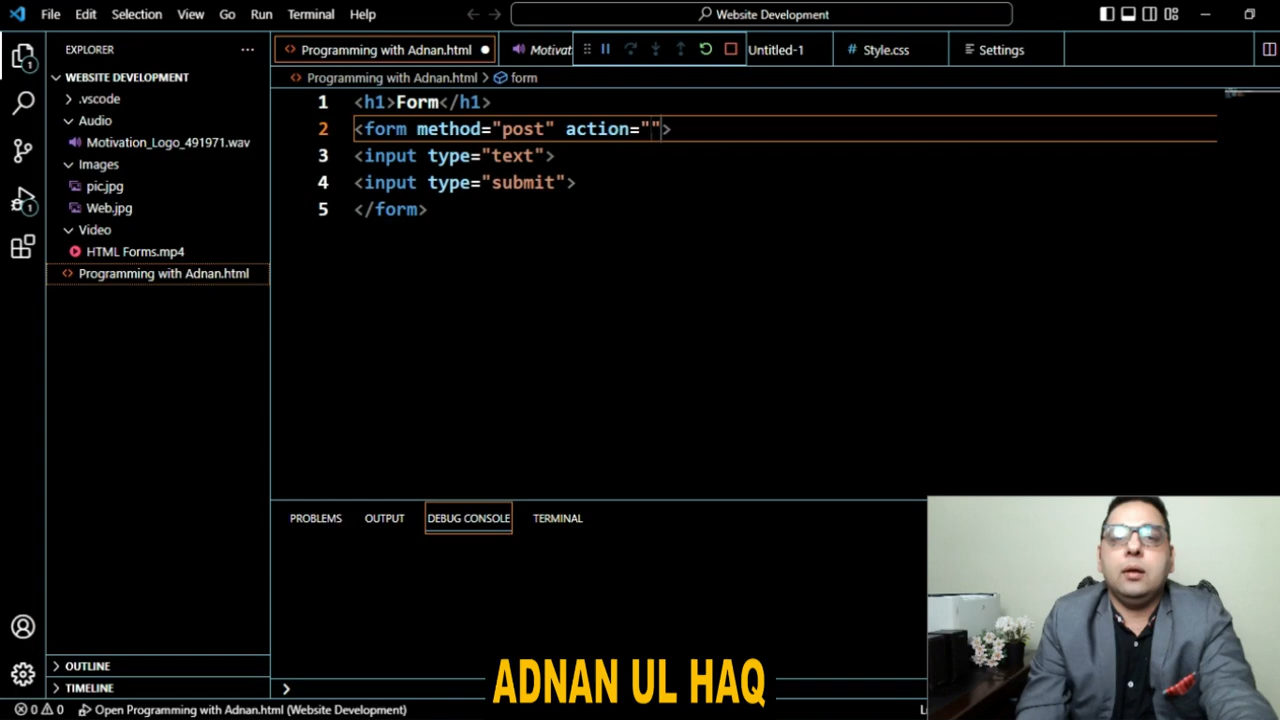 File Edit Selection View Go Run Terminal Help
Website Development
EXPLORER
WEBSITE DEVELOPMENT
.vscode
Audio
Motivation_Logo_491971.wav
Images
pic.jpg
Web.jpg
Video
HTML Forms.mp4
Programming with Adnan.html
OUTLINE
TIMELINE
Programming with Adnan.html Motivat Untitled-1 Style.css Settings
Programming with Adnan.html > form
1 <h1>Form</h1>
2 <form method="post" action="">
3 <input type="text">
4 <input type="submit">
5 </form>
PROBLEMS OUTPUT DEBUG CONSOLE TERMINAL
ADNAN UL HAQ
0 0 Open Programming with Adnan.html (Website Development)